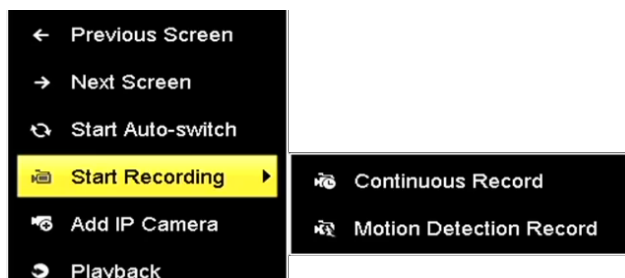 Previous Screen
Next Screen
Start Auto-switch
Start Recording
Continuous Record
Add IP Camera
Motion Detection Record
Playback